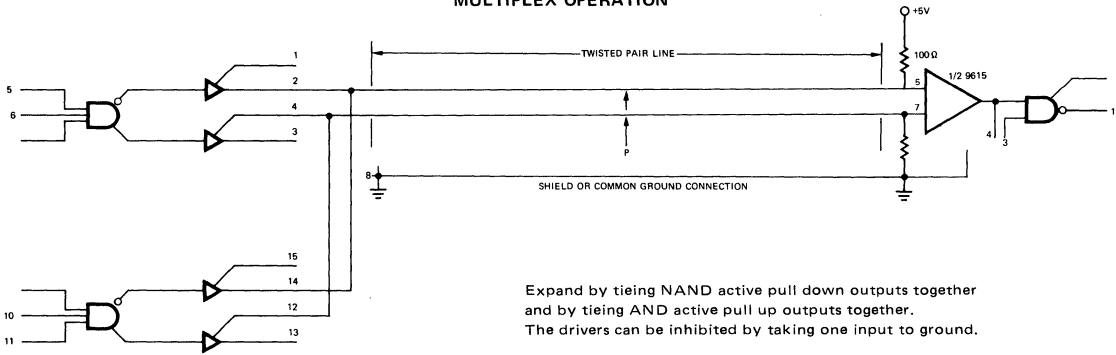 MULTIPLEX OPERATION
+5V
TWISTED PAIR LINE
100 Ω
1/2 9615
1
2
4
3
5
6
5
7
4
3
1
P
8
SHIELD OR COMMON GROUND CONNECTION
15
14
12
13
10
11
Expand by tieing NAND active pull down outputs together
and by tieing AND active pull up outputs together.
The drivers can be inhibited by taking one input to ground.